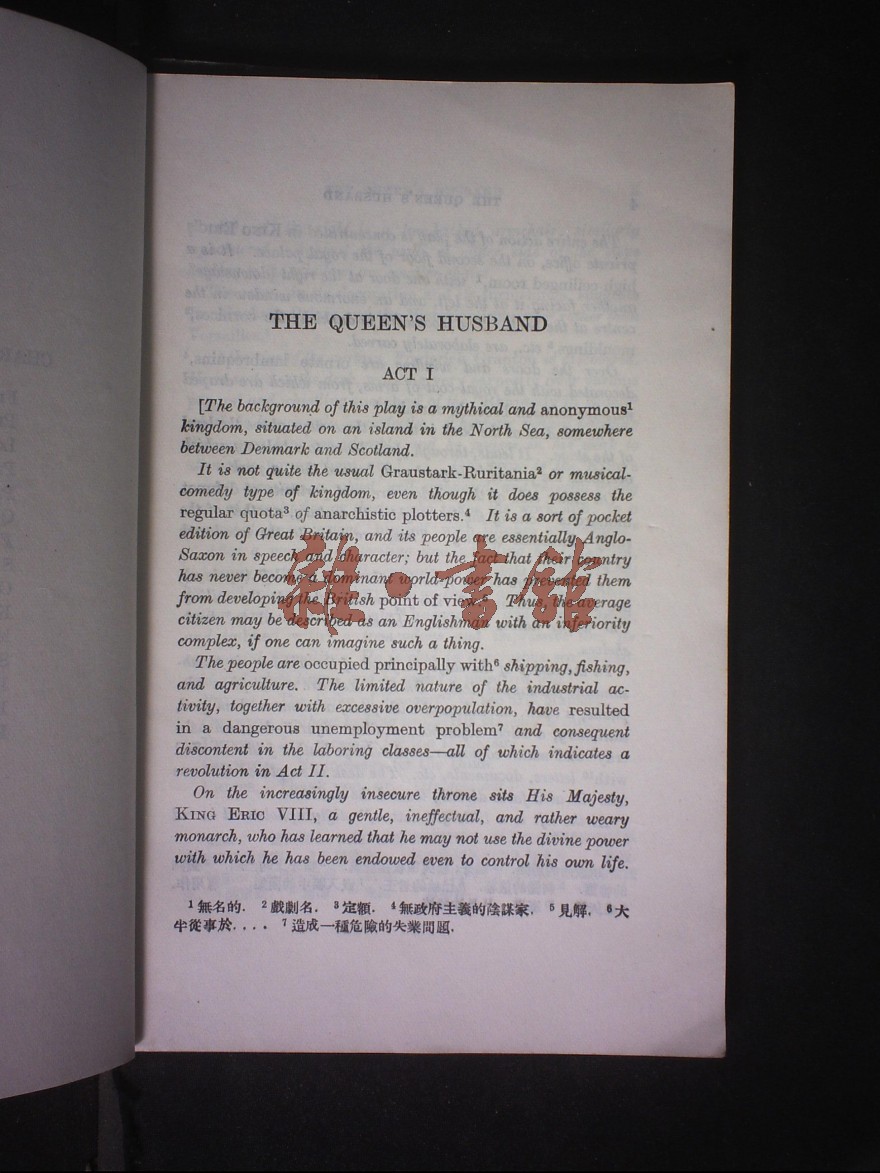 THE QUEEN'S HUSBAND
ACT I
[The background of this play is a mythical and anonymous¹
kingdom, situated on an island in the North Sea, somewhere
between Denmark and Scotland.
It is not quite the usual Graustark-Ruritania² or musical-
comedy type of kingdom, even though it does possess the
regular quota³ of anarchistic plotters.⁴ It is a sort of pocket
edition of Great Britain, and its people are essentially Anglo-
Saxon in speech and character; but the fact that their country
has never become a dominant world-power has prevented them
from developing the British point of view.⁵ Thus, the average
citizen may be described as an Englishman with an inferiority
complex, if one can imagine such a thing.
The people are occupied principally with⁶ shipping, fishing,
and agriculture. The limited nature of the industrial ac-
tivity, together with excessive overpopulation, have resulted
in a dangerous unemployment problem⁷ and consequent
discontent in the laboring classes—all of which indicates a
revolution in Act II.
On the increasingly insecure throne sits His Majesty,
KING ERIC VIII, a gentle, ineffectual, and rather weary
monarch, who has learned that he may not use the divine power
with which he has been endowed even to control his own life.
¹ 無名的. ² 戲劇名. ³ 定額. ⁴ 無政府主義的陰謀家. ⁵ 見解. ⁶ 大
半從事於.... ⁷ 造成一種危險的失業問題.
雜·書館